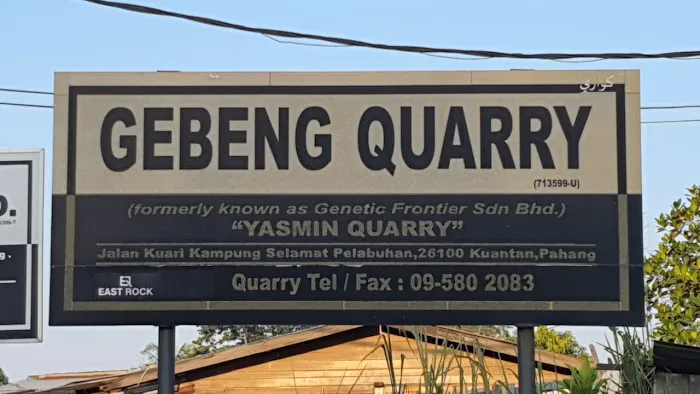 كواري
GEBENG QUARRY
(713599-U)
(formerly known as Genetic Frontier Sdn Bhd.)
"YASMIN QUARRY"
Jalan Kuari Kampung Selamat Pelabuhan,26100 Kuantan,Pahang
EAST ROCK
Quarry Tel / Fax : 09-580 2083